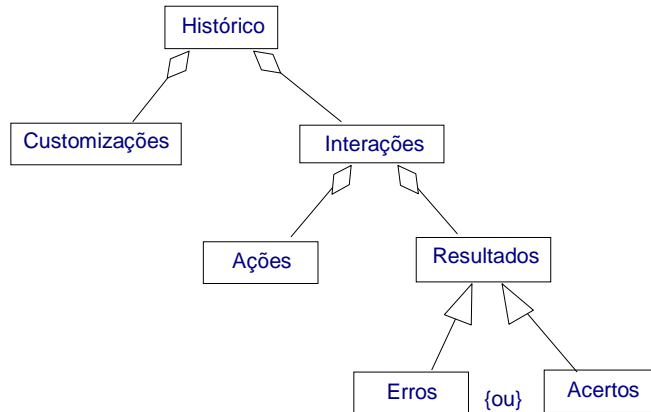 Histórico
Customizações
Interações
Ações
Resultados
Erros
{ou}
Acertos